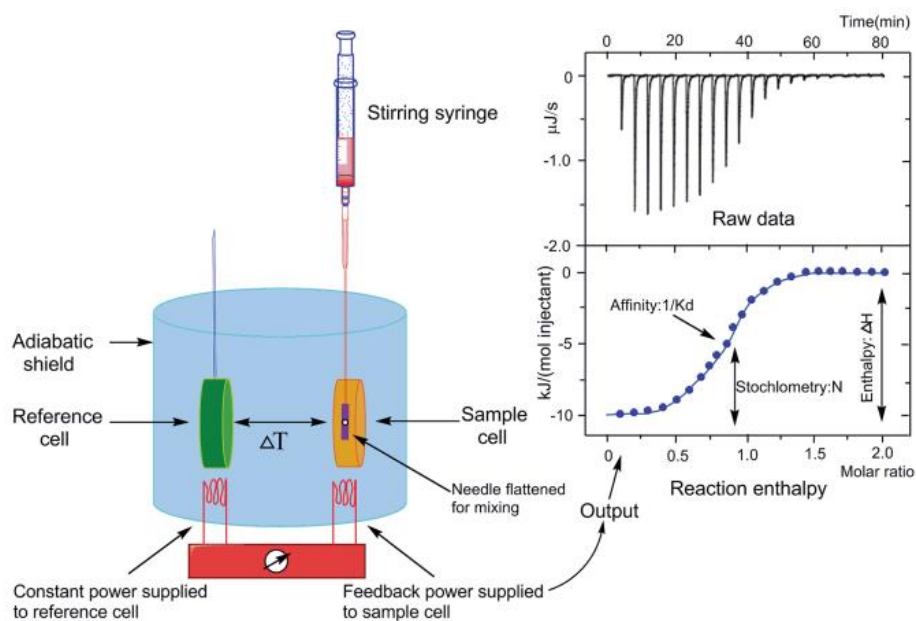 Stirring syringe
Adiabatic
shield
Reference
cell
ΔT
Sample
cell
Needle flattened
for mixing
Constant power supplied
to reference cell
Feedback power supplied
to sample cell
Output
Time(min)
0 20 40 60 80
0
-1.0
-2.0
μJ/s
Raw data
0
-5
-10
kJ/(mol injectant)
Affinity:1/Kd
Stochlometry:N
Enthalpy: ΔH
0 0.5 1.0 1.5 2.0
Molar ratio
Reaction enthalpy